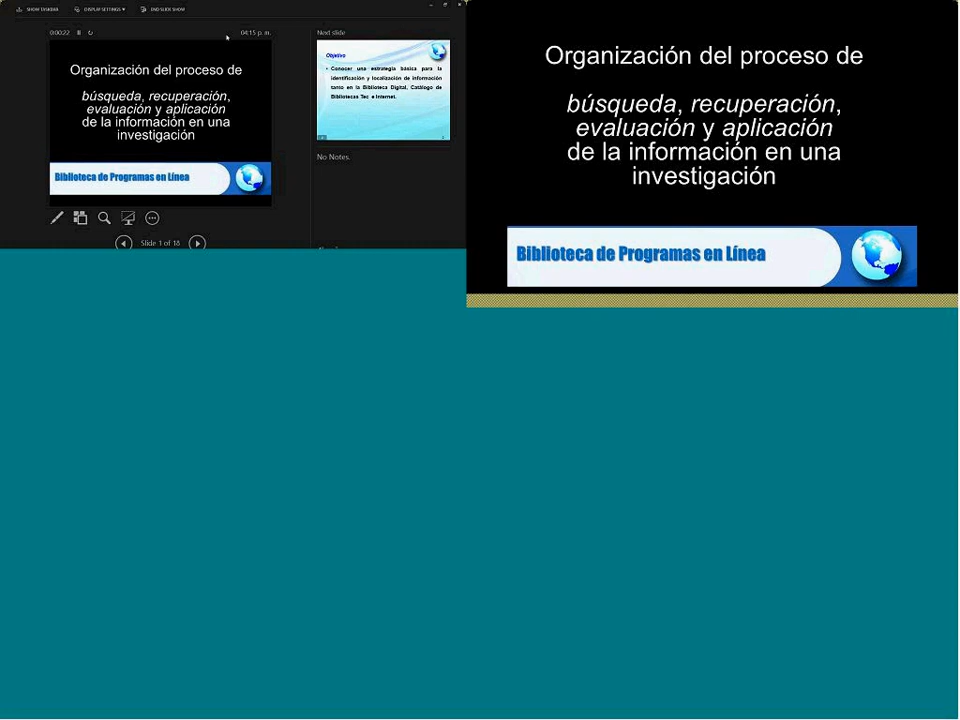 SHOW TASKBAR DISPLAY SETTINGS ▾ END SLIDE SHOW
0:00:22 04:15 p. m.
Organización del proceso de
búsqueda, recuperación,
evaluación y aplicación
de la información en una
investigación
Biblioteca de Programas en Línea
Slide 1 of 18
Next slide
Objetivo
• Conocer una estrategia básica para la
identificación y localización de información
tanto en la Biblioteca Digital, Catálogo de
Bibliotecas Tec e Internet.
No Notes.
Organización del proceso de
búsqueda, recuperación,
evaluación y aplicación
de la información en una
investigación
Biblioteca de Programas en Línea